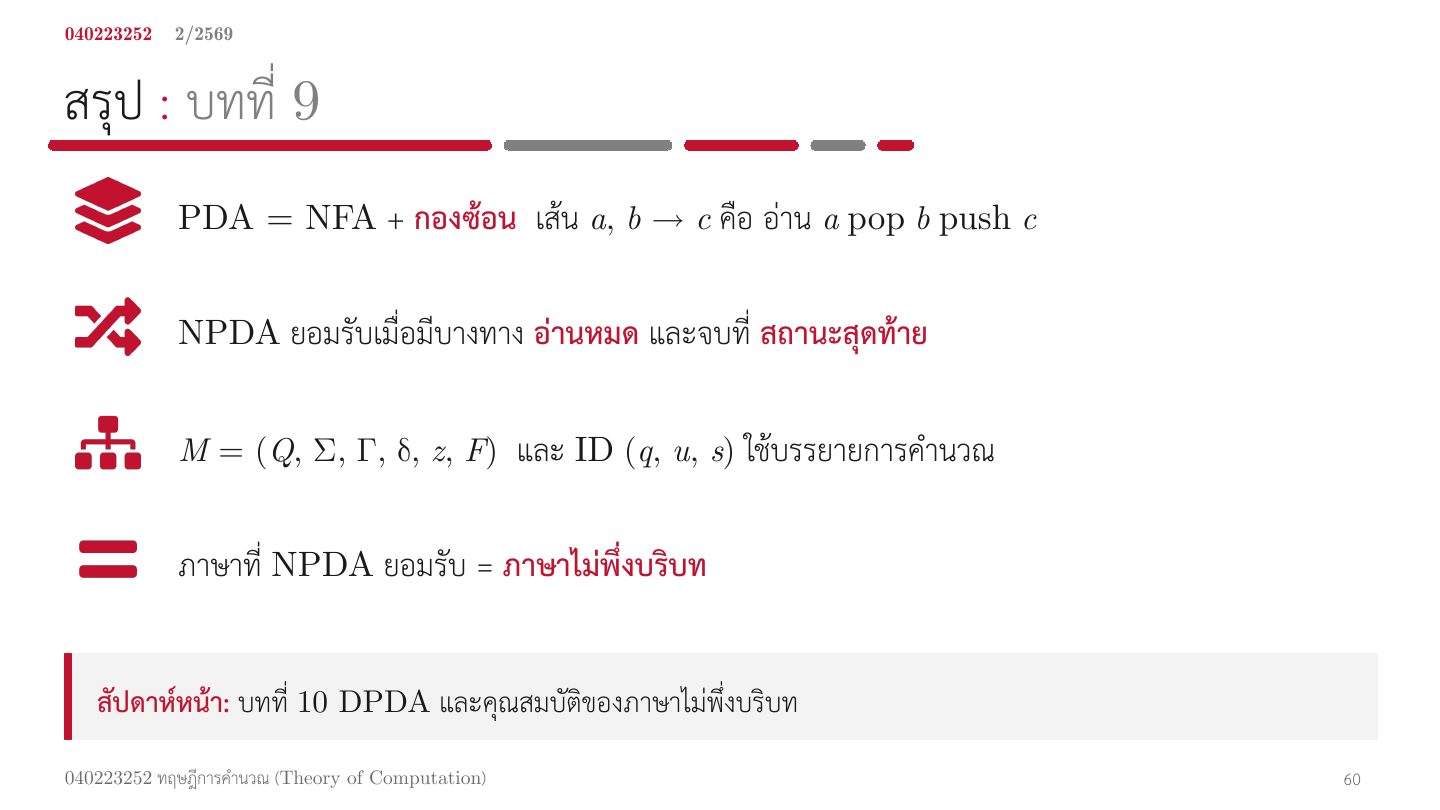 040223252 2/2569
สรุป : บทที่ 9
PDA = NFA + กองซ้อน เส้น a, b → c คือ อ่าน a pop b push c
NPDA ยอมรับเมื่อมีบางทาง อ่านหมด และจบที่ สถานะสุดท้าย
M = (Q, Σ, Γ, δ, z, F) และ ID (q, u, s) ใช้บรรยายการคำนวณ
ภาษาที่ NPDA ยอมรับ = ภาษาไม่พึ่งบริบท
สัปดาห์หน้า: บทที่ 10 DPDA และคุณสมบัติของภาษาไม่พึ่งบริบท
040223252 ทฤษฎีการคำนวณ (Theory of Computation)
60